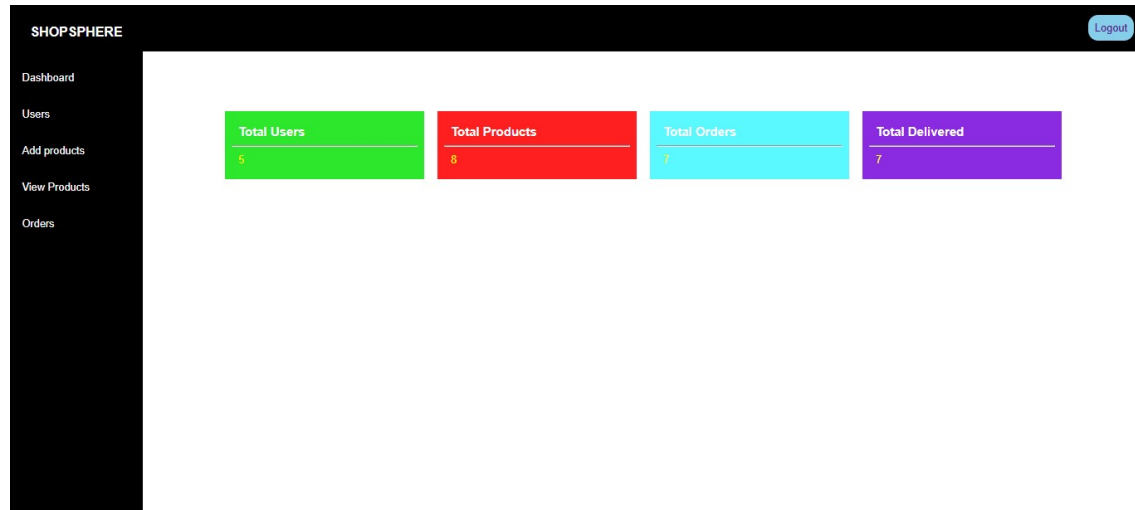 SHOPSPHERE
Logout
Dashboard
Users
Add products
View Products
Orders
Total Users
5
Total Products
8
Total Orders
7
Total Delivered
7